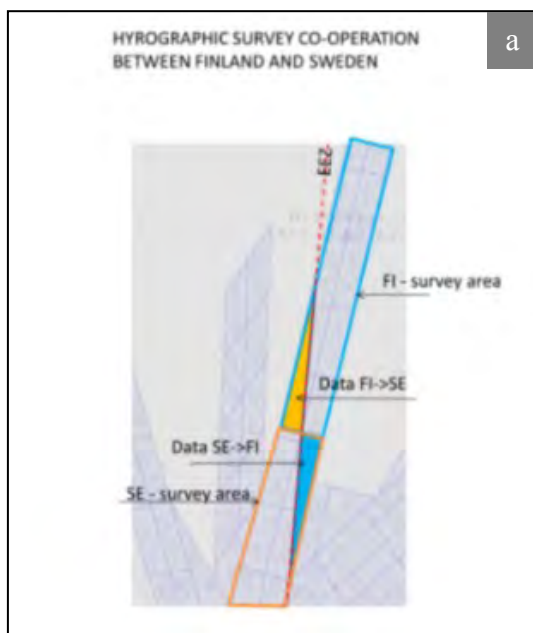 HYROGRAPHIC SURVEY CO-OPERATION
BETWEEN FINLAND AND SWEDEN
a
EEZ
FI - survey area
Data FI->SE
Data SE->FI
SE - survey area